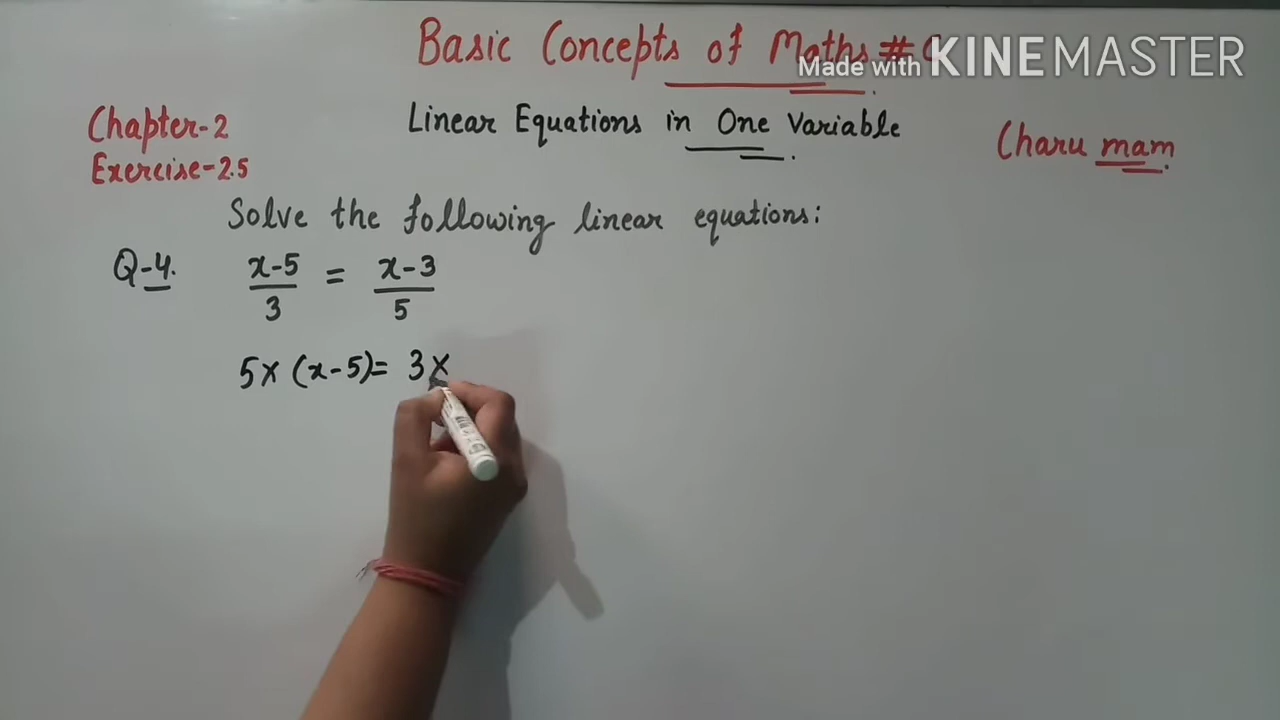 Basic Concepts of Maths #
Made with KINEMASTER
Chapter-2
Linear Equations in One Variable
Charu mam
Exercise-2.5
Solve the following linear equations:
Q-4. x-5/3 = x-3/5
5×(x-5)= 3×